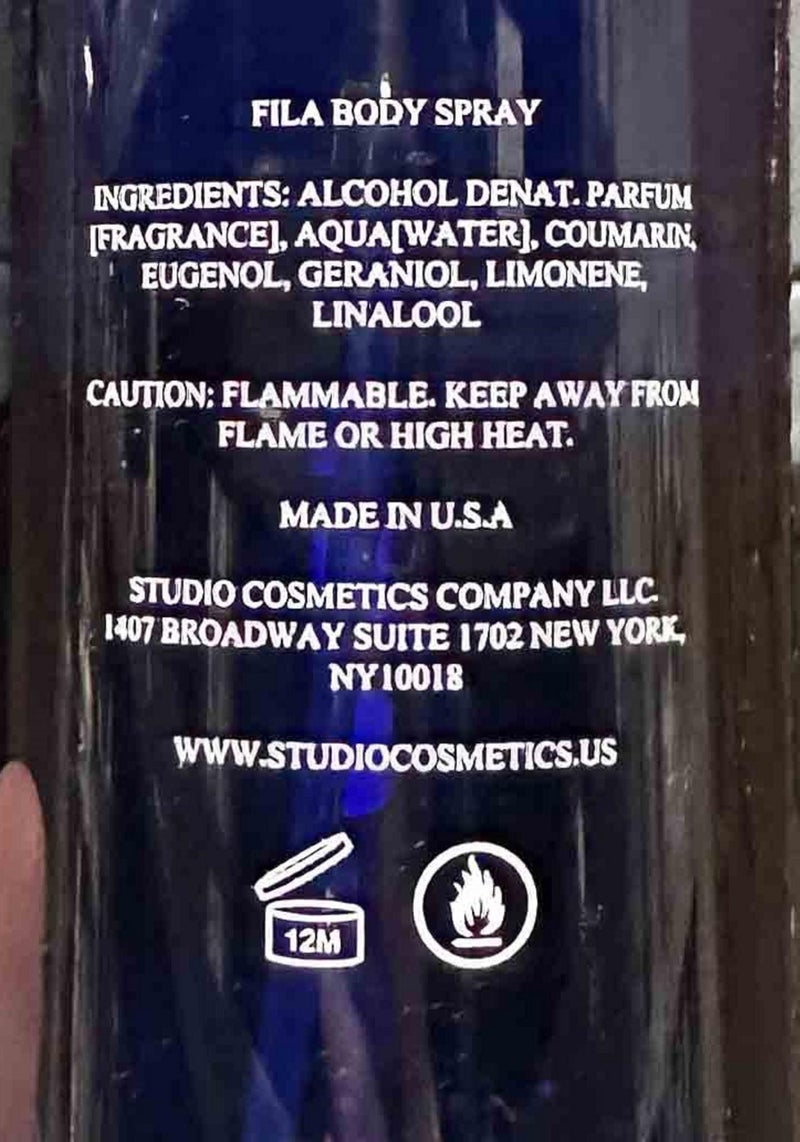 FILA BODY SPRAY
INGREDIENTS: ALCOHOL DENAT. PARFUM
[FRAGRANCE], AQUA[WATER], COUMARIN,
EUGENOL, GERANIOL, LIMONENE,
LINALOOL
CAUTION: FLAMMABLE. KEEP AWAY FROM
FLAME OR HIGH HEAT.
MADE IN U.S.A
STUDIO COSMETICS COMPANY LLC.
1407 BROADWAY SUITE 1702 NEW YORK,
NY10018
WWW.STUDIOCOSMETICS.US
12M